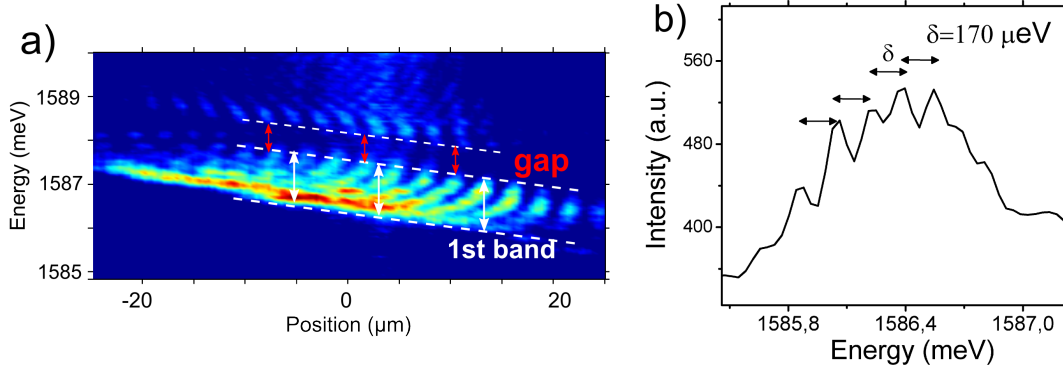 a)
1589
1587
1585
Energy (meV)
-20
0
20
Position (µm)
gap
1st band
b)
δ
δ=170 µeV
560
480
400
Intensity (a.u.)
1585,8
1586,4
1587,0
Energy (meV)